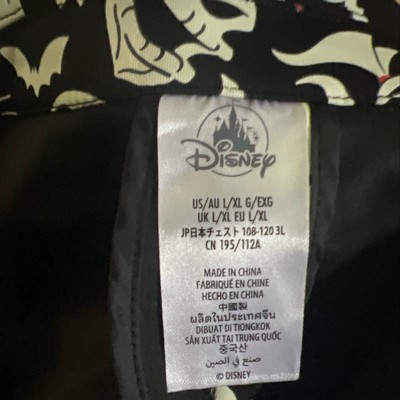 Disney
US/AU L/XL G/EXG
UK L/XL EU L/XL
JP日本チェスト 108-120 3L
CN 195/112A
MADE IN CHINA
FABRIQUÉ EN CHINE
HECHO EN CHINA
中國製
ผลิตในประเทศจีน
DIBUAT DI TIONGKOK
SẢN XUẤT TẠI TRUNG QUỐC
중국산
صنع في الصين
© DISNEY